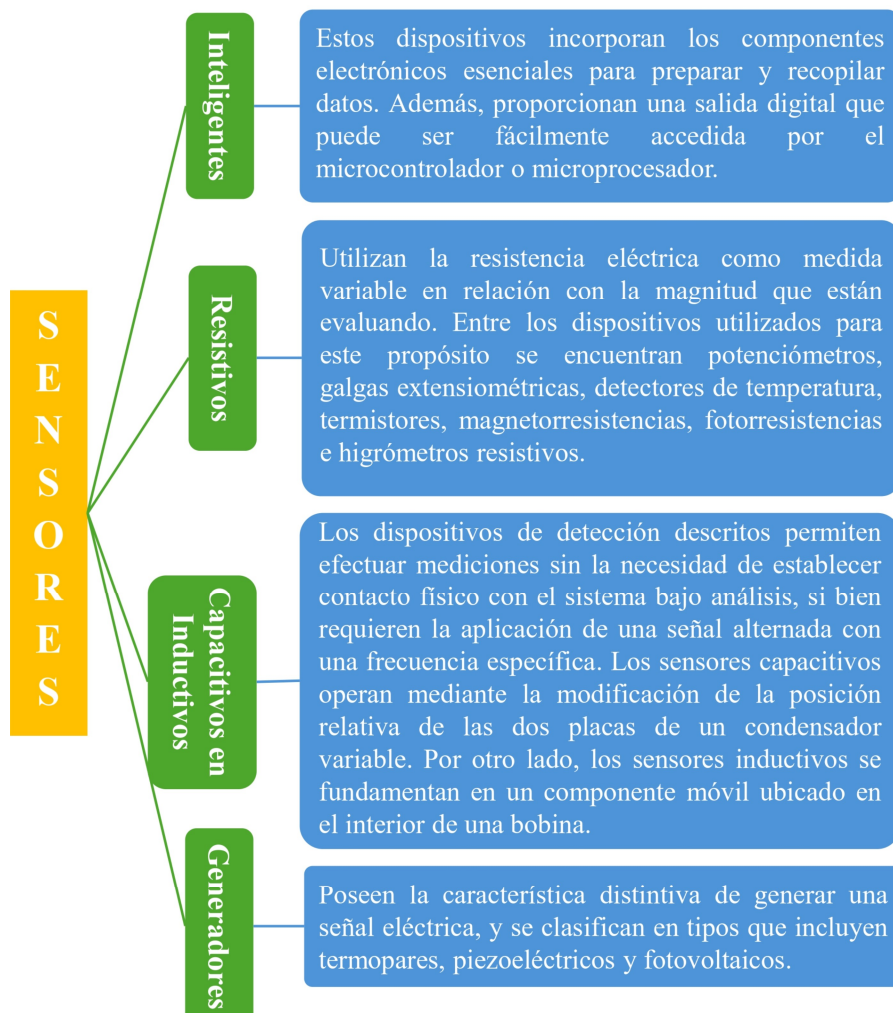 SENSORES
Inteligentes
Estos dispositivos incorporan los componentes
electrónicos esenciales para preparar y recopilar
datos. Además, proporcionan una salida digital que
puede ser fácilmente accedida por el
microcontrolador o microprocesador.
Resistivos
Utilizan la resistencia eléctrica como medida
variable en relación con la magnitud que están
evaluando. Entre los dispositivos utilizados para
este propósito se encuentran potenciómetros,
galgas extensiométricas, detectores de temperatura,
termistores, magnetorresistencias, fotorresistencias
e higrómetros resistivos.
Capacitivos en
Inductivos
Los dispositivos de detección descritos permiten
efectuar mediciones sin la necesidad de establecer
contacto físico con el sistema bajo análisis, si bien
requieren la aplicación de una señal alternada con
una frecuencia específica. Los sensores capacitivos
operan mediante la modificación de la posición
relativa de las dos placas de un condensador
variable. Por otro lado, los sensores inductivos se
fundamentan en un componente móvil ubicado en
el interior de una bobina.
Generadores
Poseen la característica distintiva de generar una
señal eléctrica, y se clasifican en tipos que incluyen
termopares, piezoeléctricos y fotovoltaicos.